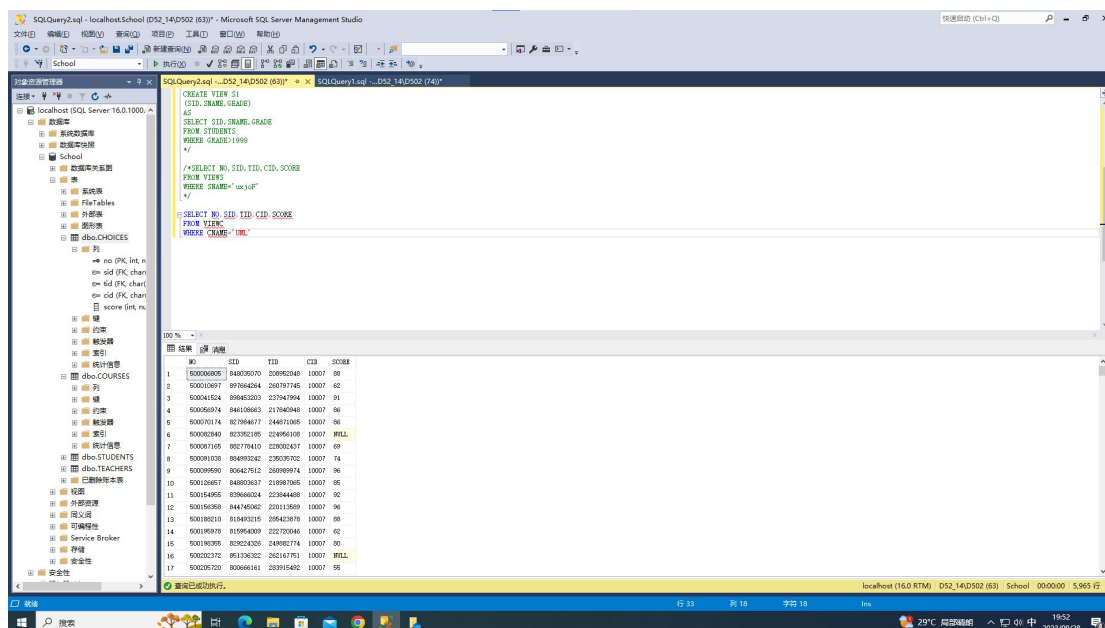 SQLQuery2.sql - localhost.School (D52_14\D502 (63))* - Microsoft SQL Server Management Studio
快速启动 (Ctrl+Q)
文件(F) 编辑(E) 视图(V) 查询(Q) 项目(P) 工具(T) 窗口(W) 帮助(H)
新建查询(N)
School
执行(X)
对象资源管理器
SQLQuery2.sql -...D52_14\D502 (63))*
SQLQuery1.sql -...D52_14\D502 (74))*
连接
localhost (SQL Server 16.0.1000.
数据库
系统数据库
数据库快照
School
数据库关系图
表
系统表
FileTables
外部表
图形表
dbo.CHOICES
列
no (PK, int, n
sid (FK, char(
tid (FK, char(
cid (FK, char(
score (int, nu
键
约束
触发器
索引
统计信息
dbo.COURSES
列
键
约束
触发器
索引
统计信息
dbo.STUDENTS
dbo.TEACHERS
已删除账本表
视图
外部资源
同义词
可编程性
Service Broker
存储
安全性
安全性
CREATE VIEW S1
(SID,SNAME,GEADE)
AS
SELECT SID,SNAME,GRADE
FROM STUDENTS
WHERE GRADE>1998
*/
/*SELECT NO,SID,TID,CID,SCORE
FROM VIEWS
WHERE SNAME='uxjoF'
*/
SELECT NO,SID,TID,CID,SCORE
FROM VIEWC
WHERE CNAME='UML'
100 %
结果 消息
NO SID TID CID SCORE
1 500006805 848035070 208952048 10007 88
2 500010697 897664264 260797745 10007 62
3 500041524 898453203 237947994 10007 91
4 500056974 846108663 217840948 10007 86
5 500070174 827984677 244871065 10007 86
6 500082840 823352185 224956108 10007 NULL
7 500087165 882778410 228002437 10007 69
8 500091038 884993242 235035702 10007 74
9 500099590 806427512 260989974 10007 96
10 500126657 848803637 218987065 10007 85
11 500154955 839666024 223844488 10007 92
12 500156358 844745062 220113589 10007 96
13 500188210 818493215 285423878 10007 88
14 500195978 815954009 222720046 10007 62
15 500198355 829224326 249882774 10007 80
16 500202372 851336322 262167751 10007 NULL
17 500205720 800666161 283915492 10007 55
查询已成功执行。
localhost (16.0 RTM) D52_14\D502 (63) School 00:00:00 5,965 行
就绪
行 33 列 18 字符 18 Ins
搜索
29°C 局部晴朗
中
19:52